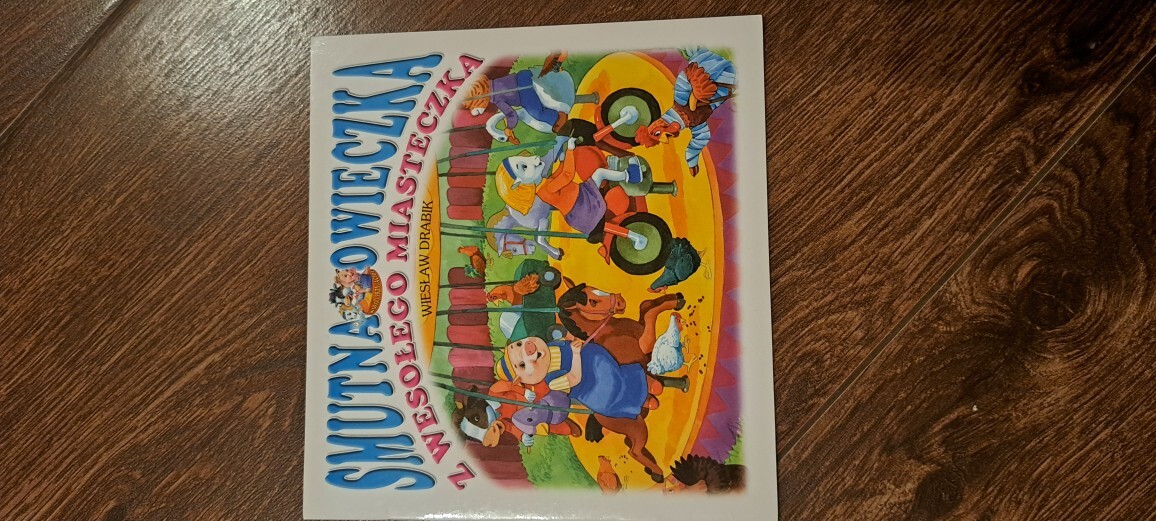 SMUTNA OWIECZKA
Z WESOŁEGO MIASTECZKA
WIESŁAW DRABIK